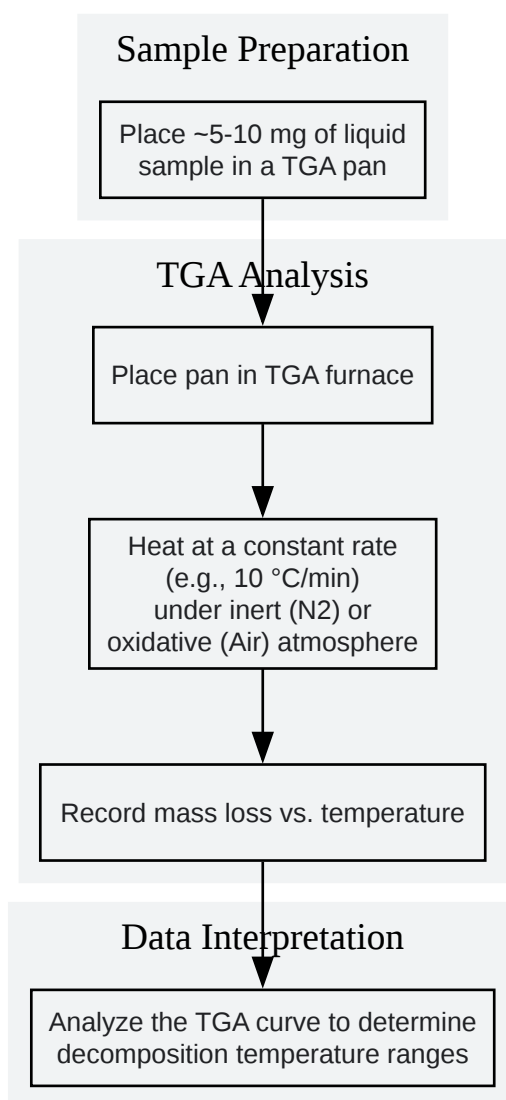 Sample Preparation
Place ~5-10 mg of liquid
sample in a TGA pan
TGA Analysis
Place pan in TGA furnace
Heat at a constant rate
(e.g., 10 °C/min)
under inert (N2) or
oxidative (Air) atmosphere
Record mass loss vs. temperature
Data Interpretation
Analyze the TGA curve to determine
decomposition temperature ranges